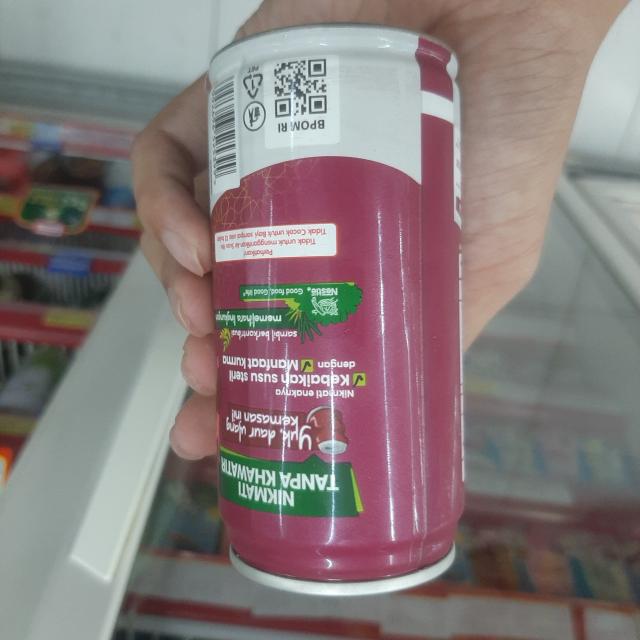 NIKMATI
TANPA KHAWATIR
Yuk, daur ulang
kemasan ini!
Nikmati enaknya
Kebaikan susu steril
dengan Manfaat kurma
sambil berkontribusi
memelihara lingkungan
Nestlé. Good food, Good life
Perhatikan!
Tidak untuk menggantikan Air Susu Ibu
Tidak Cocok untuk Bayi sampai usia 12 bulan
BPOM RI
PET